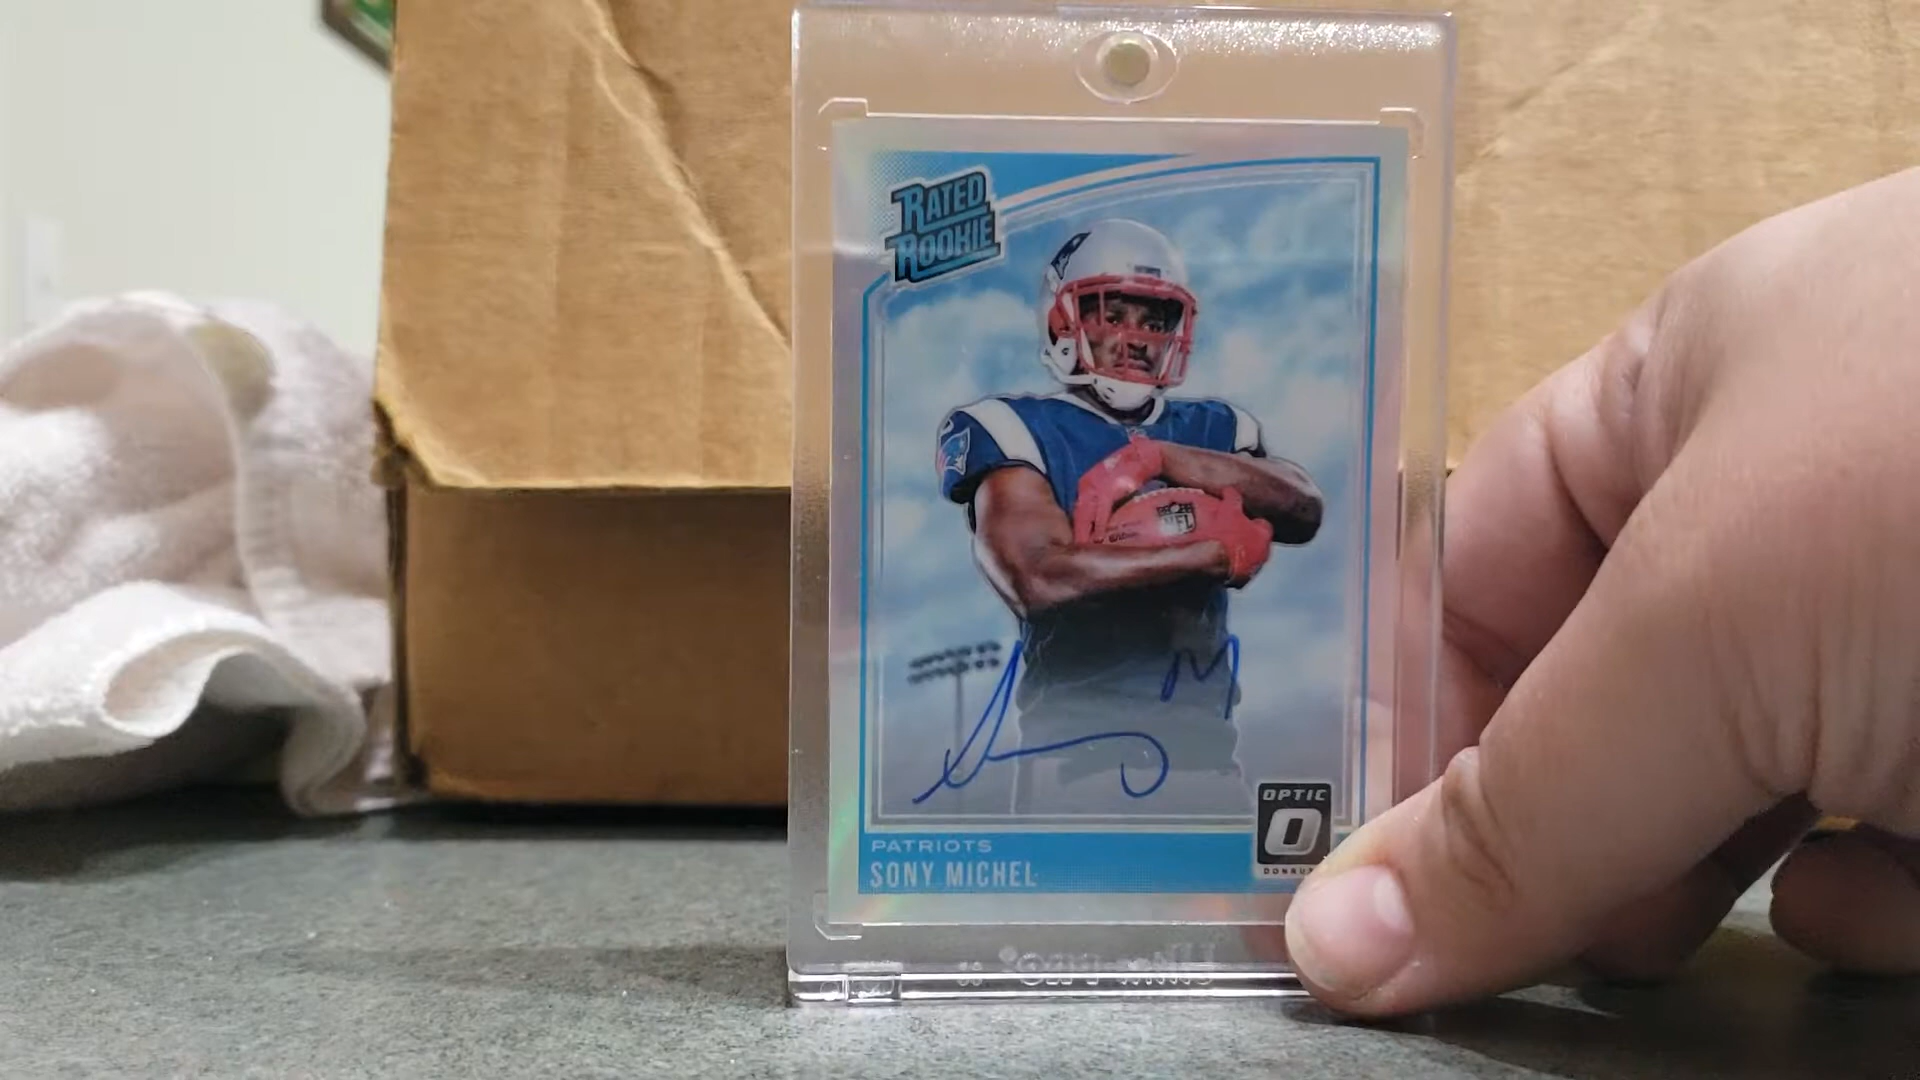 RATED
ROOKIE
NFL
OPTIC
O
PATRIOTS
SONY MICHEL